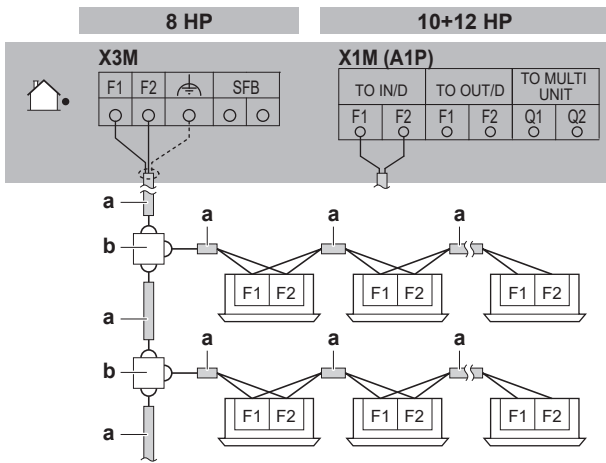 8 HP
10+12 HP
X3M
X1M (A1P)
F1 F2 SFB
TO IN/D TO OUT/D TO MULTI UNIT
F1 F2 F1 F2 Q1 Q2
a
b a a a
F1 F2 F1 F2 F1 F2
a
b a a a
F1 F2 F1 F2 F1 F2
a